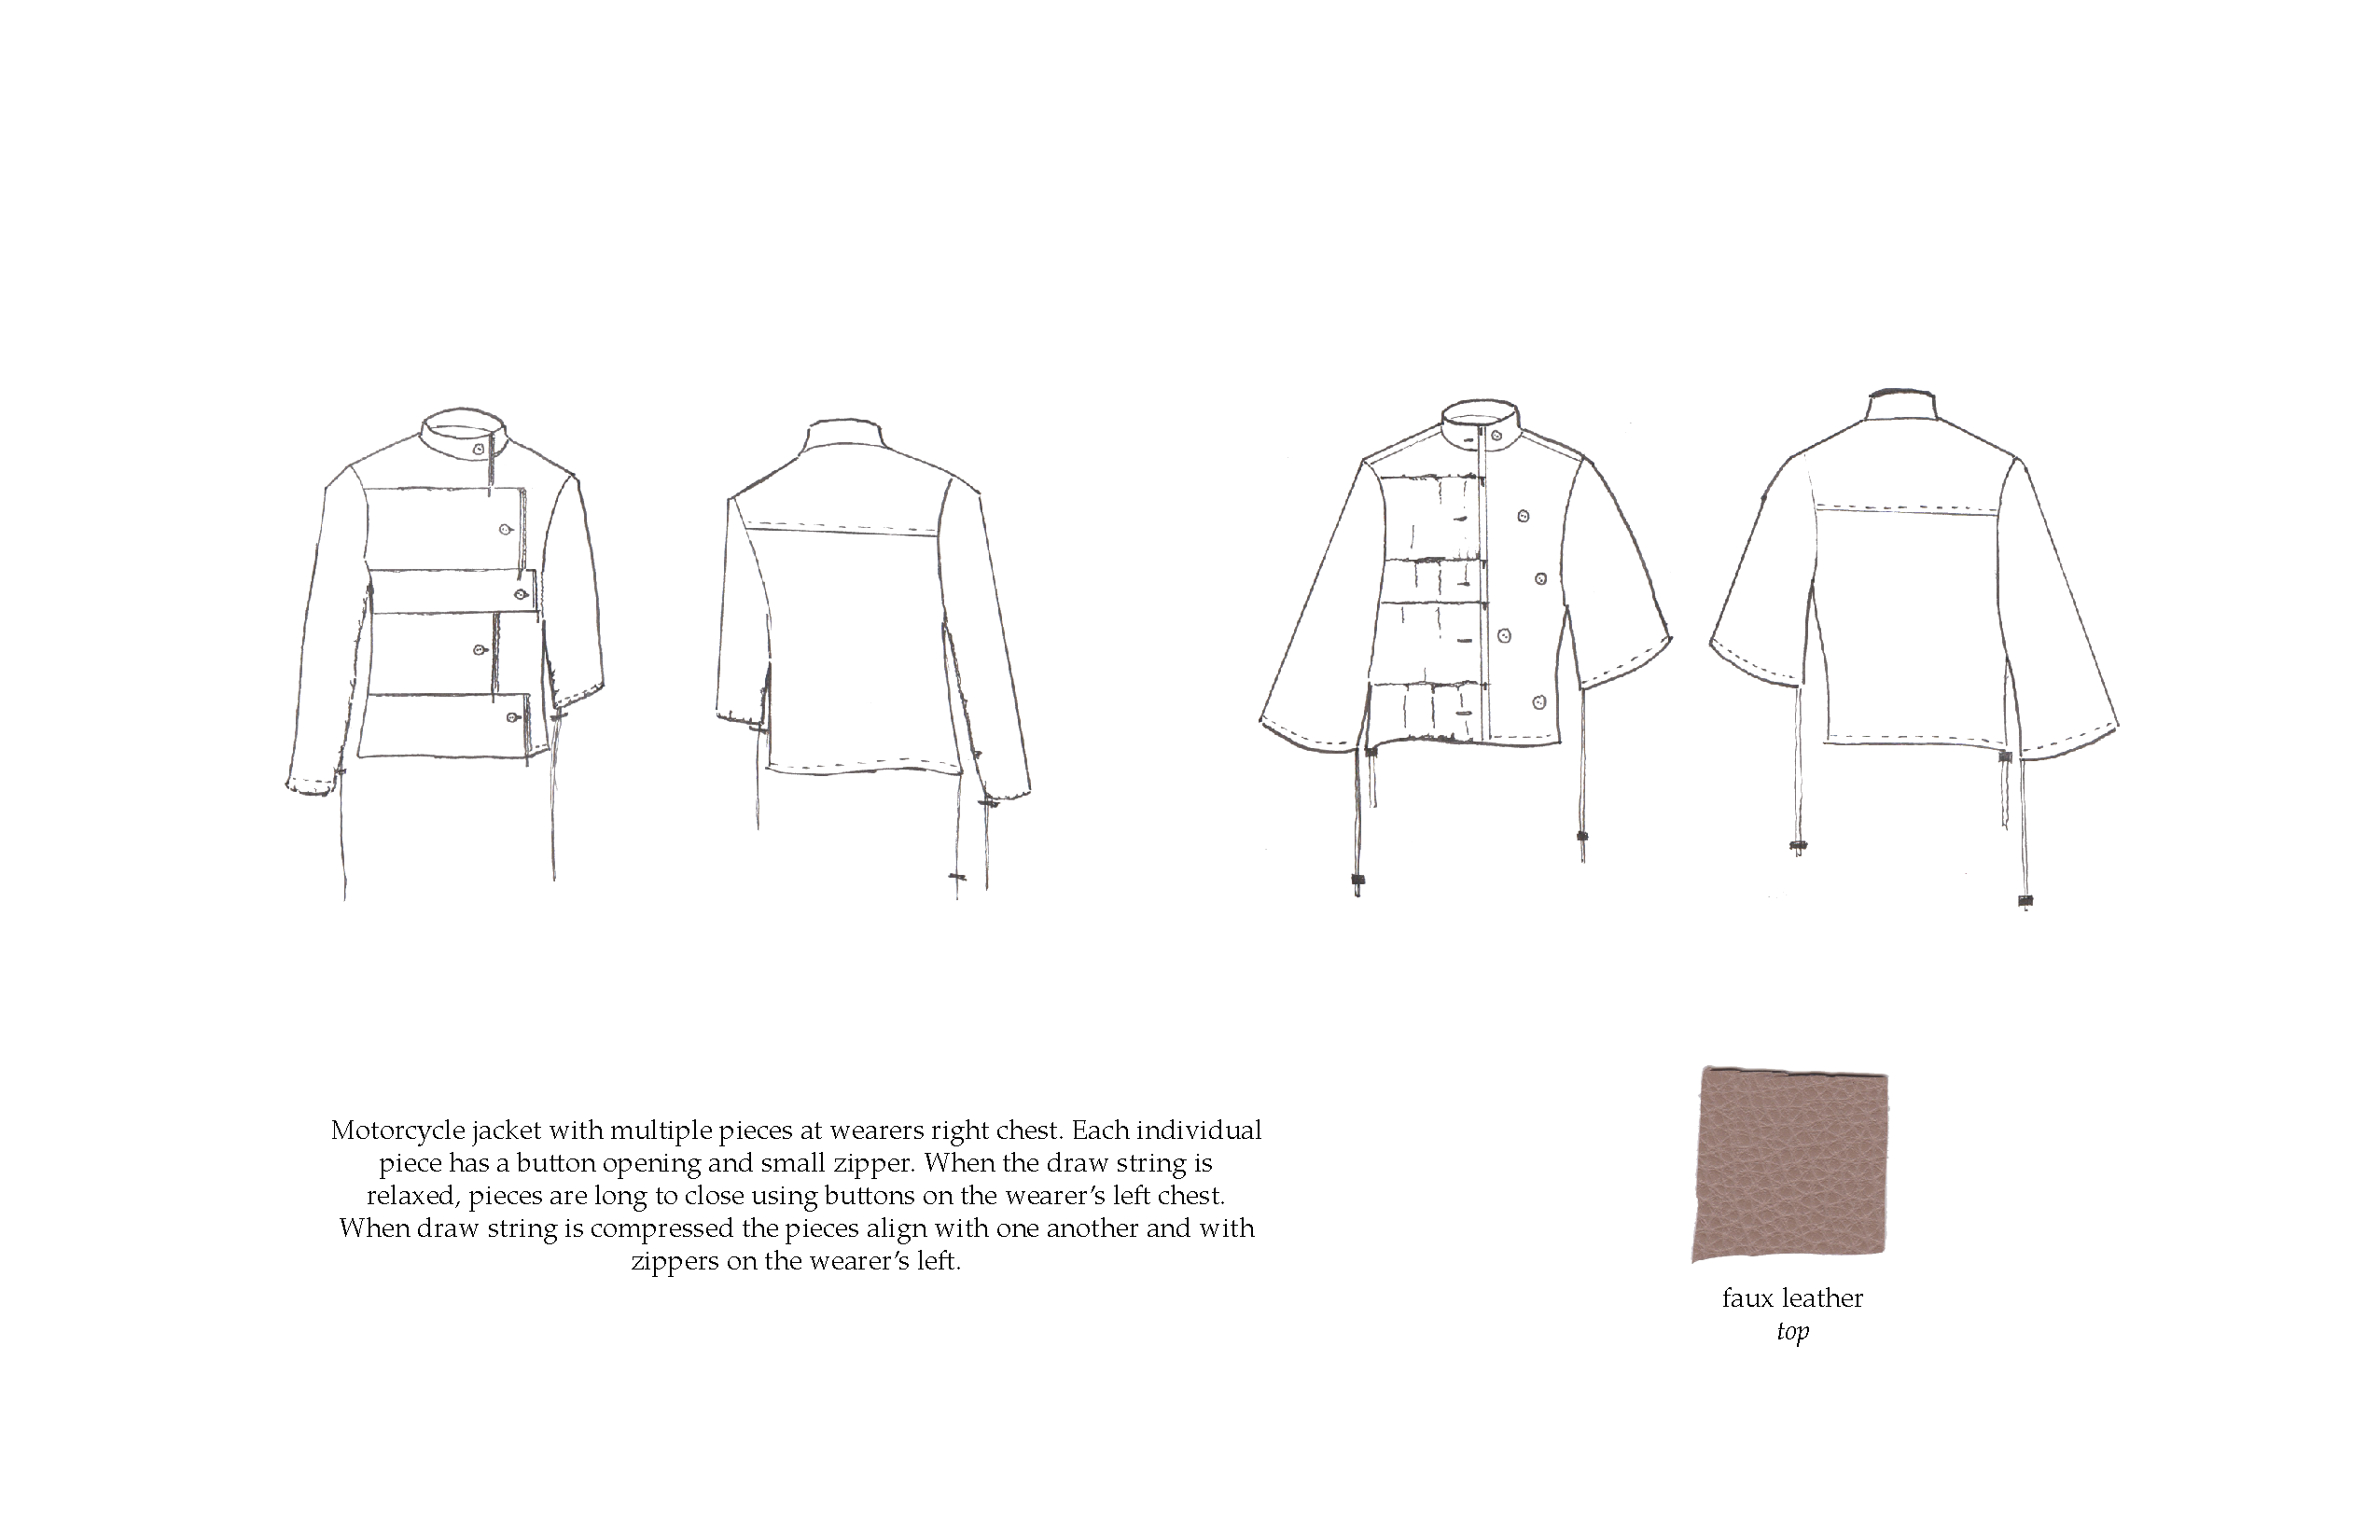 Motorcycle jacket with multiple pieces at wearers right chest. Each individual
piece has a button opening and small zipper. When the draw string is
relaxed, pieces are long to close using buttons on the wearer's left chest.
When draw string is compressed the pieces align with one another and with
zippers on the wearer's left.
faux leather
top